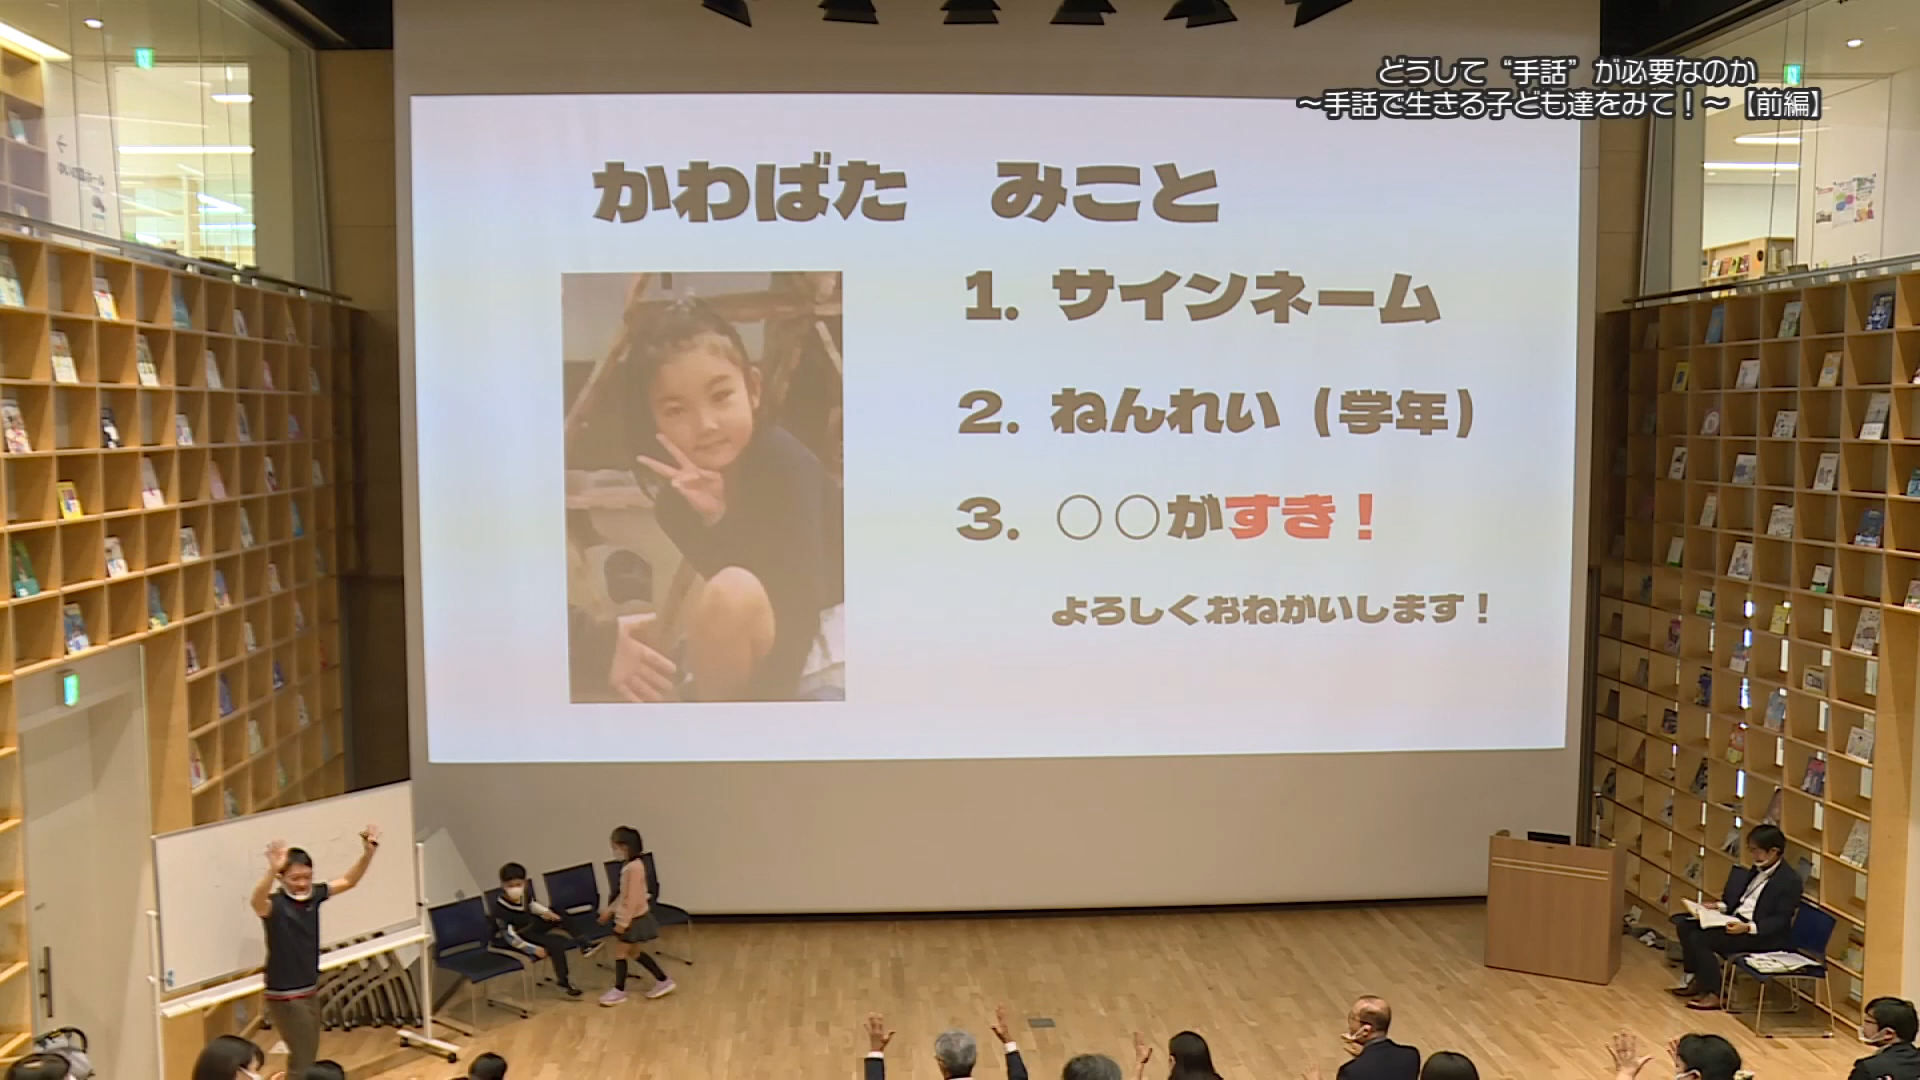 どうして“手話”が必要なのか
～手話で生きる子ども達をみて！～【前編】
かわばた　みこと
1. サインネーム
2. ねんれい（学年）
3. ○○がすき！
よろしくおねがいします！